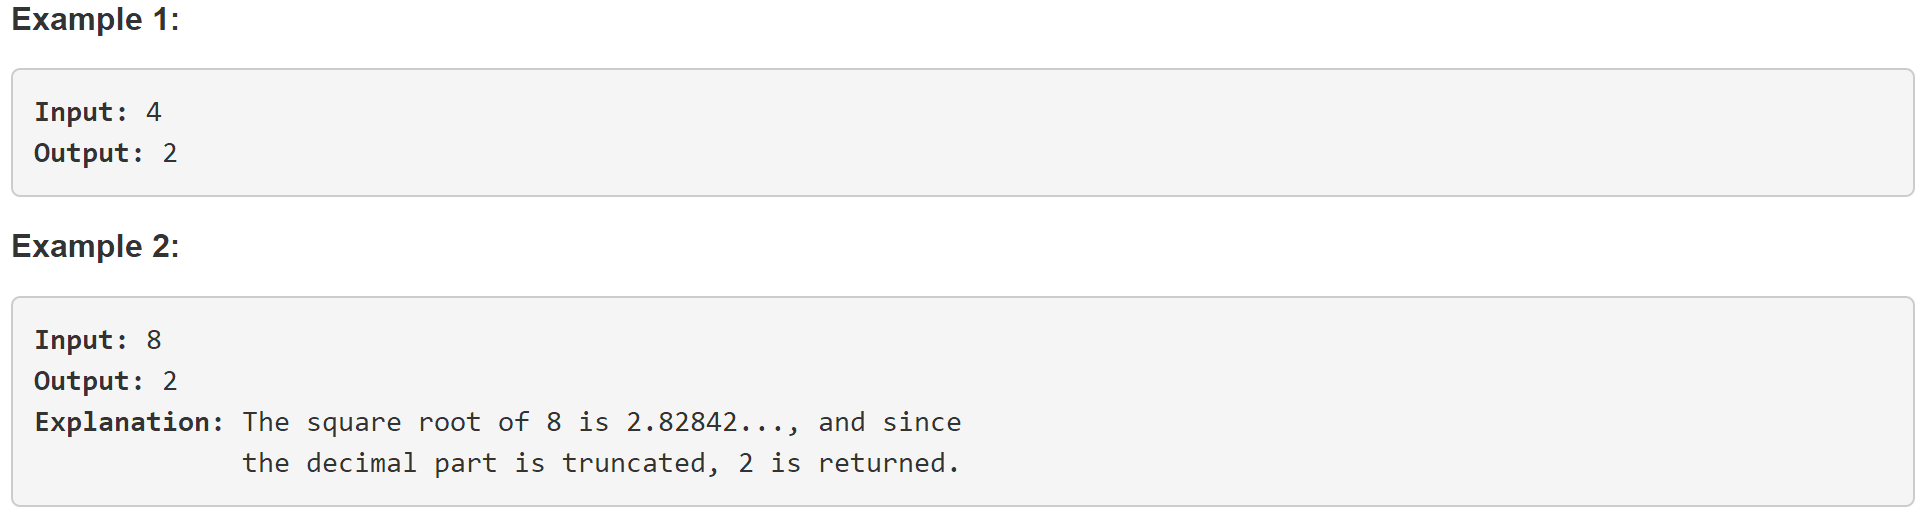 Example 1:
Input: 4
Output: 2
Example 2:
Input: 8
Output: 2
Explanation: The square root of 8 is 2.82842..., and since
the decimal part is truncated, 2 is returned.